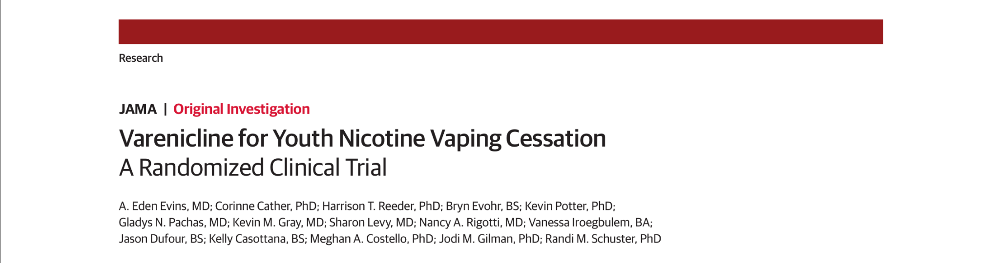 Research
JAMA | Original Investigation
Varenicline for Youth Nicotine Vaping Cessation
A Randomized Clinical Trial
A. Eden Evins, MD; Corinne Cather, PhD; Harrison T. Reeder, PhD; Bryn Evohr, BS; Kevin Potter, PhD;
Gladys N. Pachas, MD; Kevin M. Gray, MD; Sharon Levy, MD; Nancy A. Rigotti, MD; Vanessa Iroegbulem, BA;
Jason Dufour, BS; Kelly Casottana, BS; Meghan A. Costello, PhD; Jodi M. Gilman, PhD; Randi M. Schuster, PhD